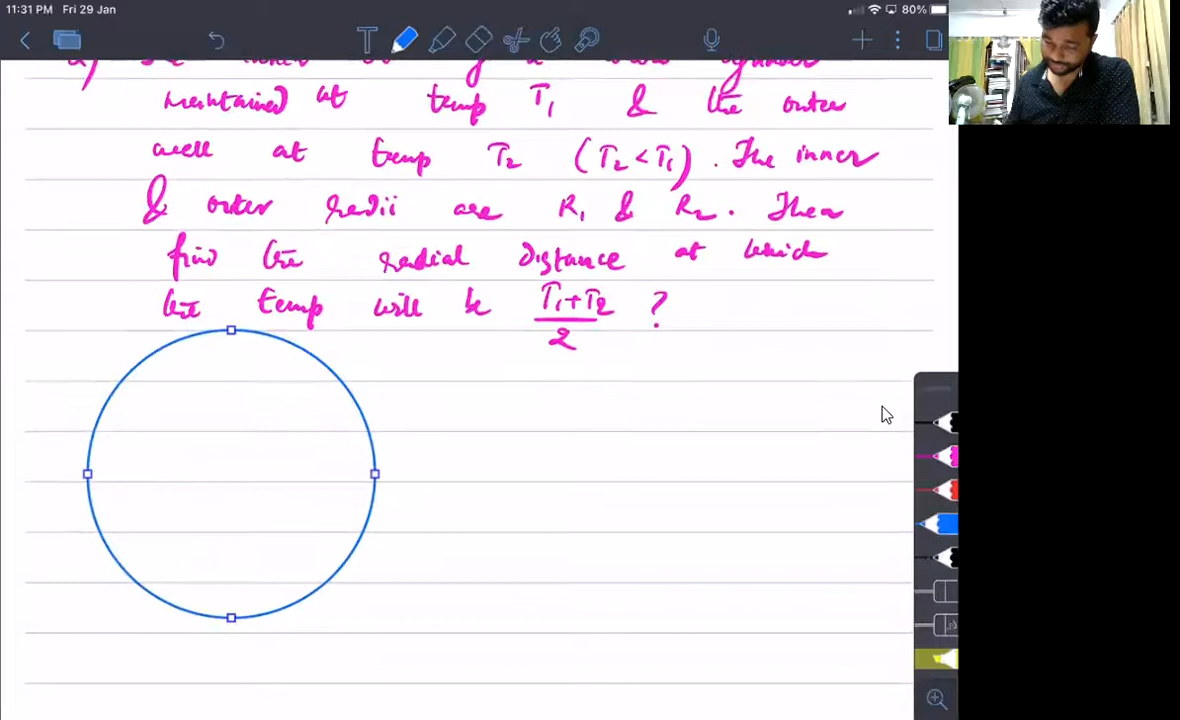 11:31 PM Fri 29 Jan
80%
maintained at temp T₁ & the outer
well at temp T₂ (T₂ < T₁). The inner
& outer radii are R₁ & R₂. Then
find the radial distance at which
the temp will be (T₁+T₂)/2 ?